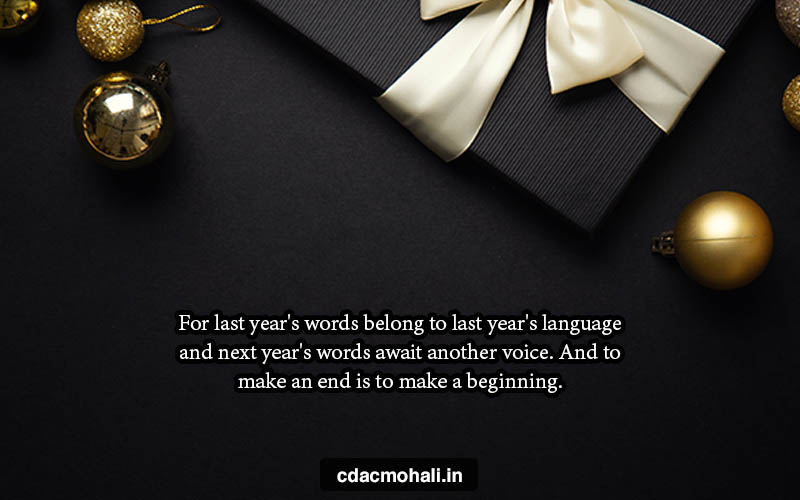 For last year's words belong to last year's language
and next year's words await another voice. And to
make an end is to make a beginning.
cdacmohali.in